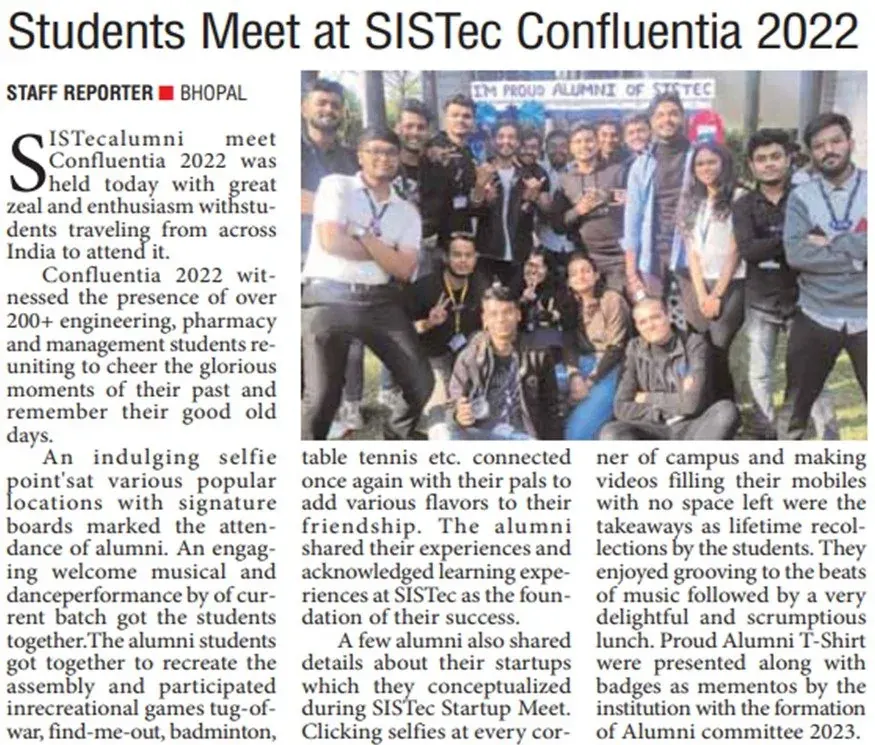 Students Meet at SISTec Confluentia 2022
STAFF REPORTER ■ BHOPAL
SISTecalumni meet
Confluentia 2022 was
held today with great
zeal and enthusiasm withstu-
dents traveling from across
India to attend it.
Confluentia 2022 wit-
nessed the presence of over
200+ engineering, pharmacy
and management students re-
uniting to cheer the glorious
moments of their past and
remember their good old
days.
An indulging selfie
point'sat various popular
locations with signature
boards marked the atten-
dance of alumni. An engag-
ing welcome musical and
danceperformance by of cur-
rent batch got the students
together.The alumni students
got together to recreate the
assembly and participated
inrecreational games tug-of-
war, find-me-out, badminton,
I'M PROUD ALUMNI OF SISTEC
table tennis etc. connected
once again with their pals to
add various flavors to their
friendship. The alumni
shared their experiences and
acknowledged learning expe-
riences at SISTec as the foun-
dation of their success.
A few alumni also shared
details about their startups
which they conceptualized
during SISTec Startup Meet.
Clicking selfies at every cor-
ner of campus and making
videos filling their mobiles
with no space left were the
takeaways as lifetime recol-
lections by the students. They
enjoyed grooving to the beats
of music followed by a very
delightful and scrumptious
lunch. Proud Alumni T-Shirt
were presented along with
badges as mementos by the
institution with the formation
of Alumni committee 2023.